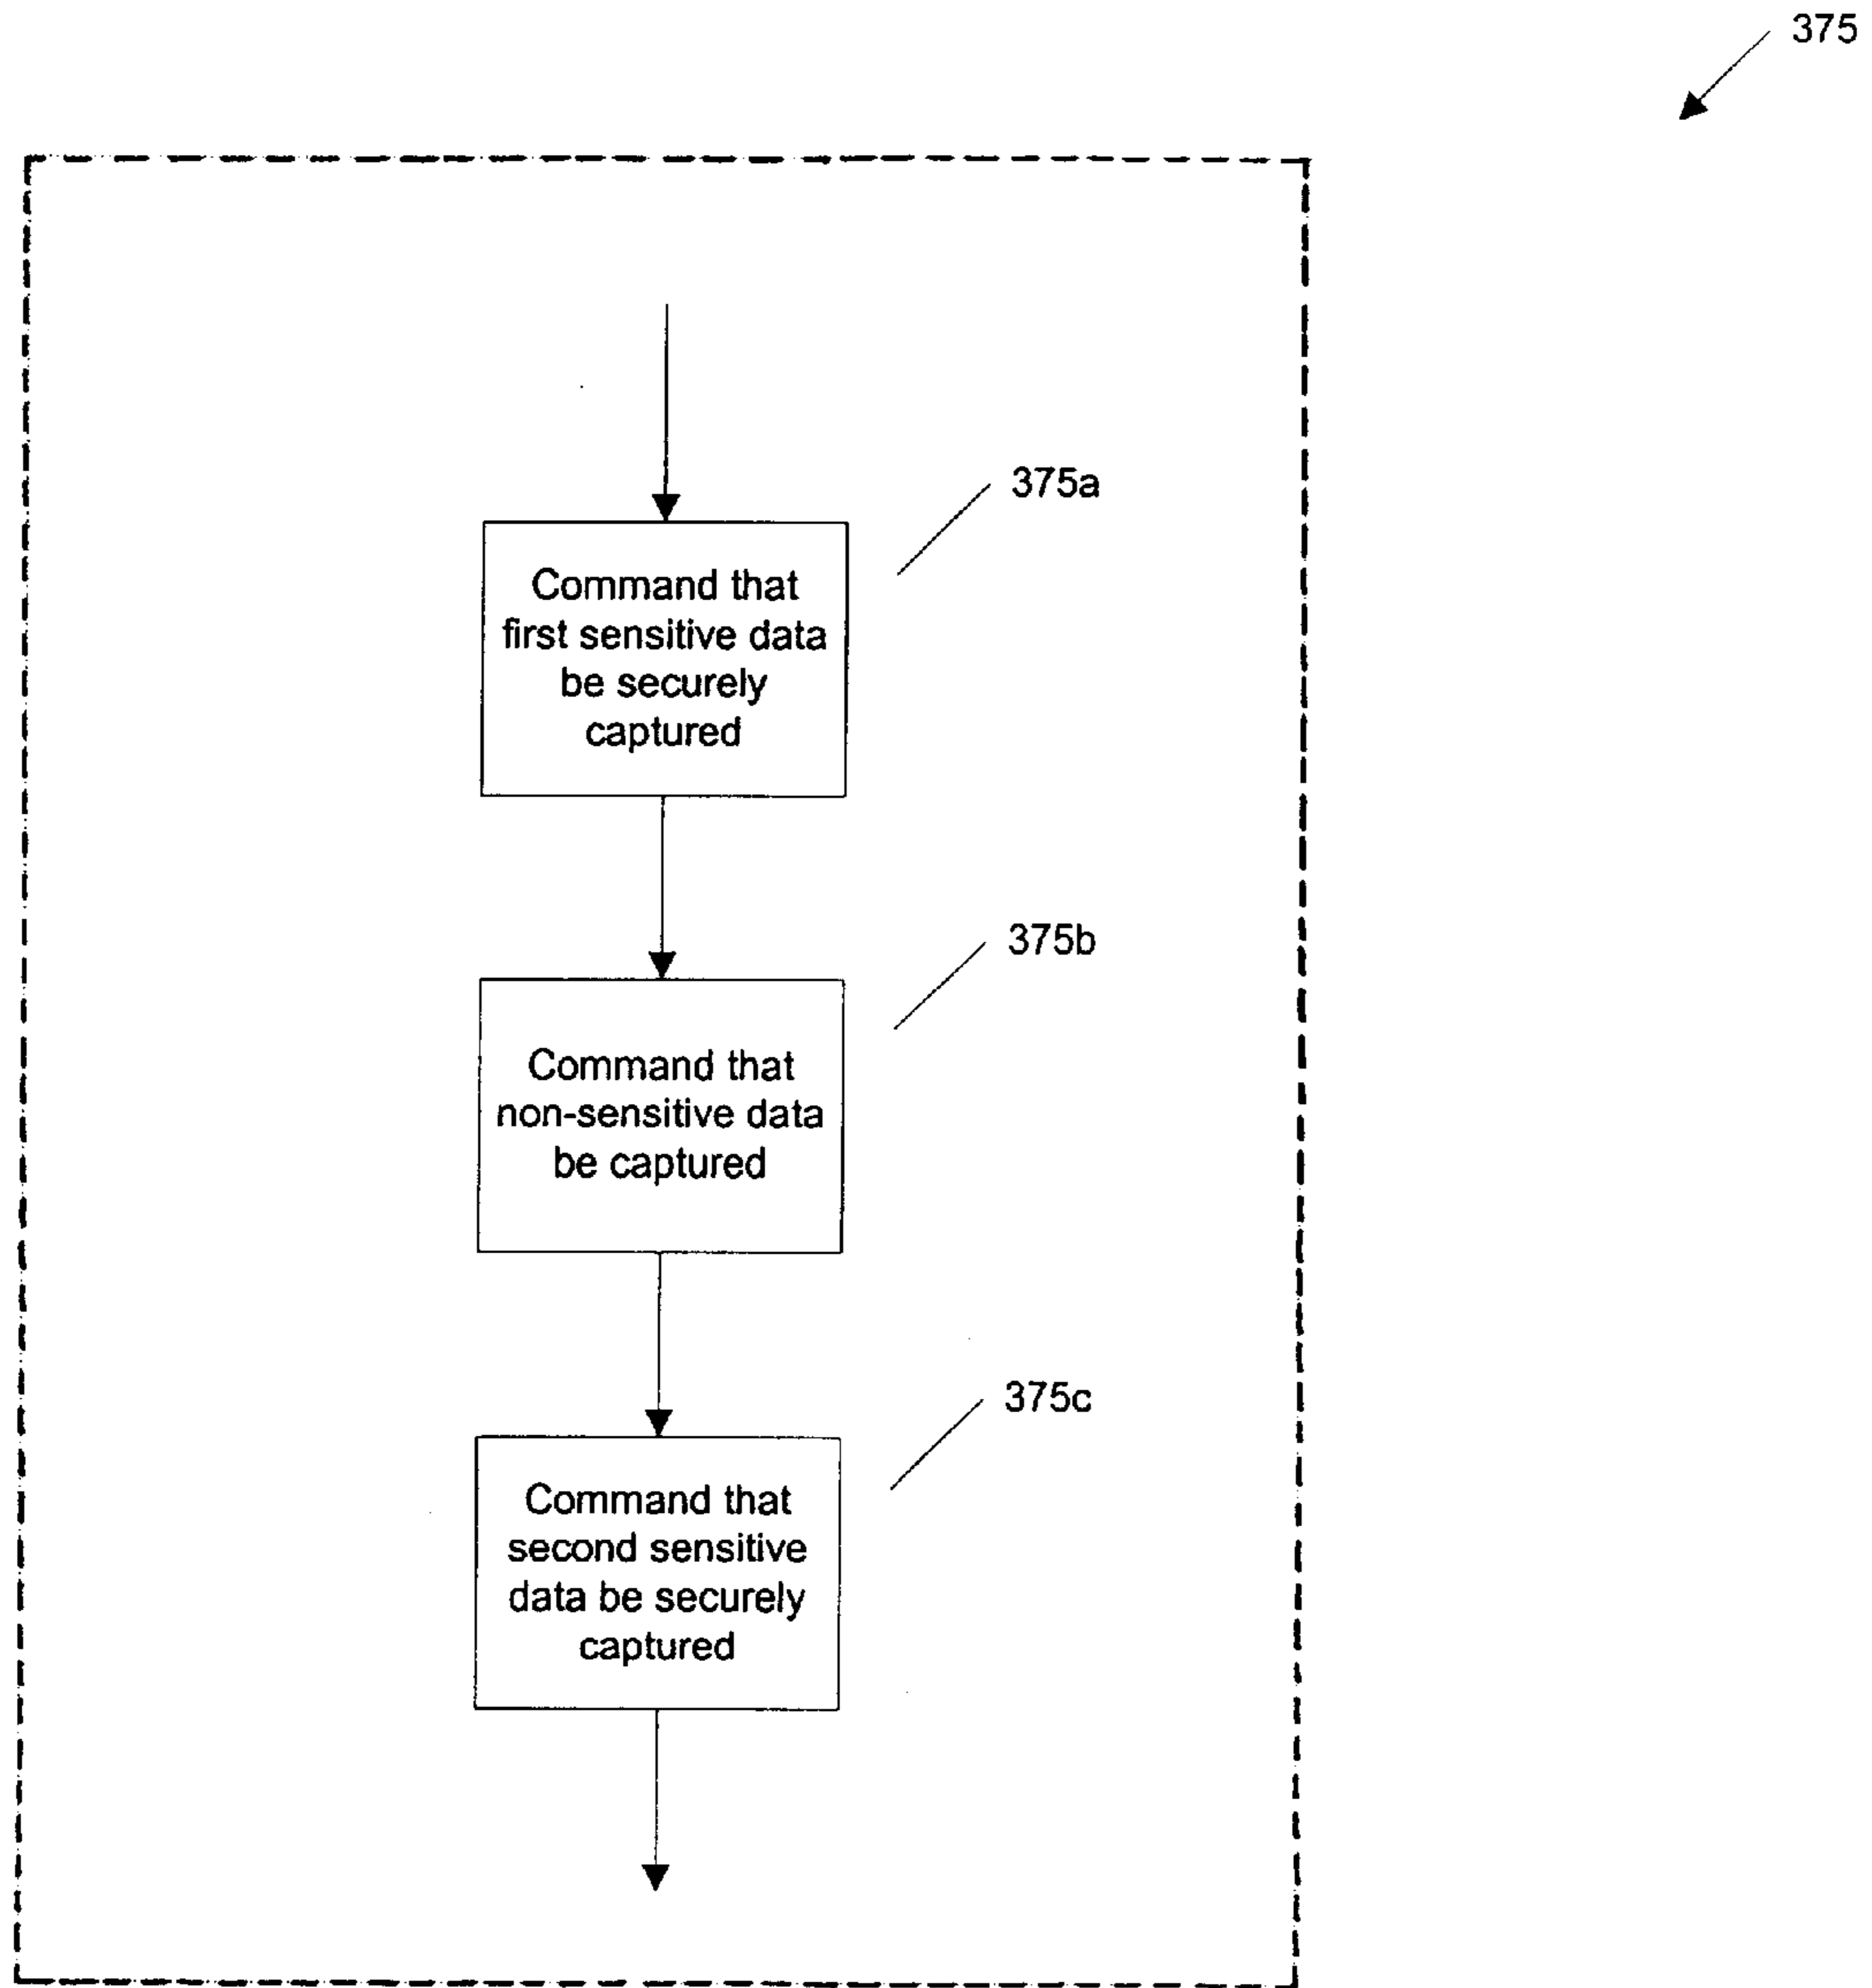 375
375a
Command that
first sensitive data
be securely
captured
375b
Command that
non-sensitive data
be captured
375c
Command that
second sensitive
data be securely
captured